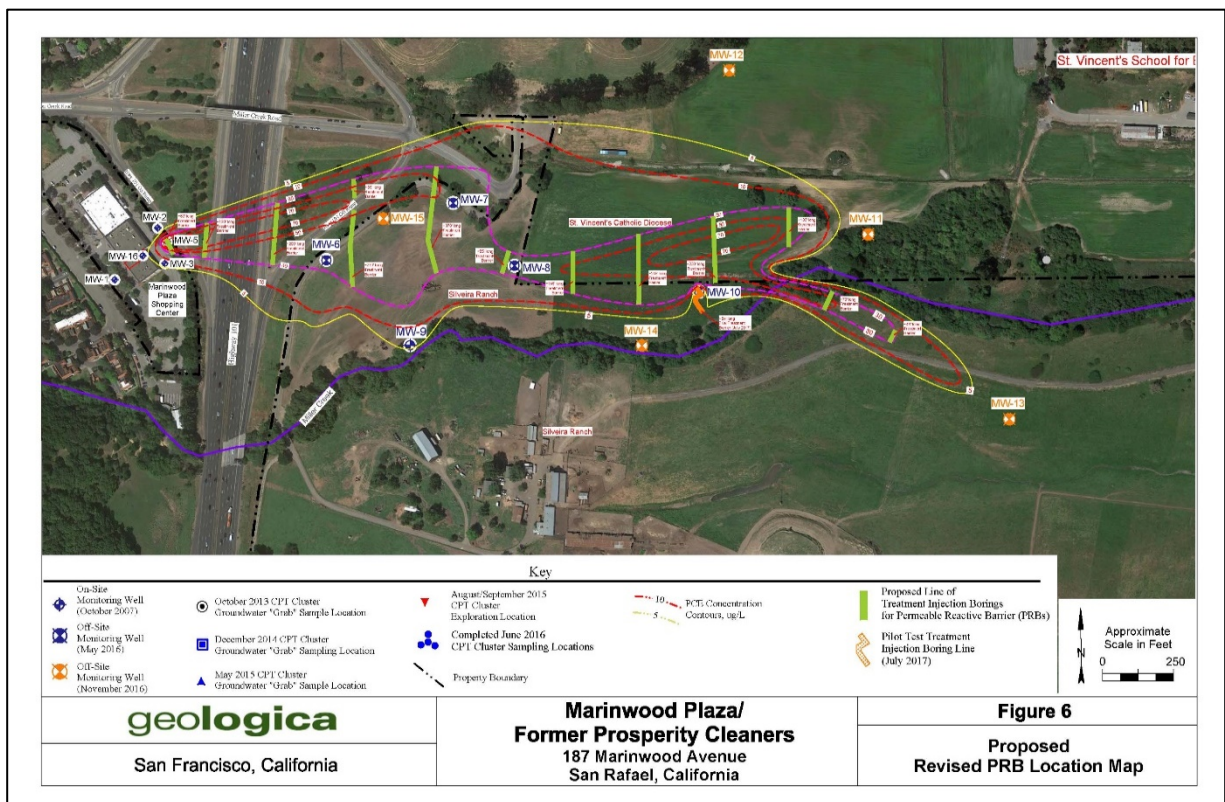 MW-12
St. Vincent's School for B
Miller Creek Road
MW-2
MW-5
MW-16
MW-3
MW-1
Marinwood
Plaza
Shopping
Center
Highway 101
MW-6
MW-15
MW-7
MW-8
MW-9
St. Vincent's Catholic Diocese
MW-11
MW-10
Silveira Ranch
MW-14
MW-13
Miller Creek
Silveira Ranch
Key
On-Site
Monitoring Well
(October 2007)
Off-Site
Monitoring Well
(May 2016)
Off-Site
Monitoring Well
(November 2016)
October 2013 CPT Cluster
Groundwater "Grab" Sample Location
December 2014 CPT Cluster
Groundwater "Grab" Sampling Location
May 2015 CPT Cluster
Groundwater "Grab" Sample Location
August/September 2015
CPT Cluster
Exploration Location
Completed June 2016
CPT Cluster Sampling Locations
Property Boundary
10
5
PCE Concentration
Contours, ug/L
Proposed Line of
Treatment Injection Borings
for Permeable Reactive Barrier (PRBs)
Pilot Test Treatment
Injection Boring Line
(July 2017)
N
Approximate
Scale in Feet
0 250
geologica
San Francisco, California
Marinwood Plaza/
Former Prosperity Cleaners
187 Marinwood Avenue
San Rafael, California
Figure 6
Proposed
Revised PRB Location Map